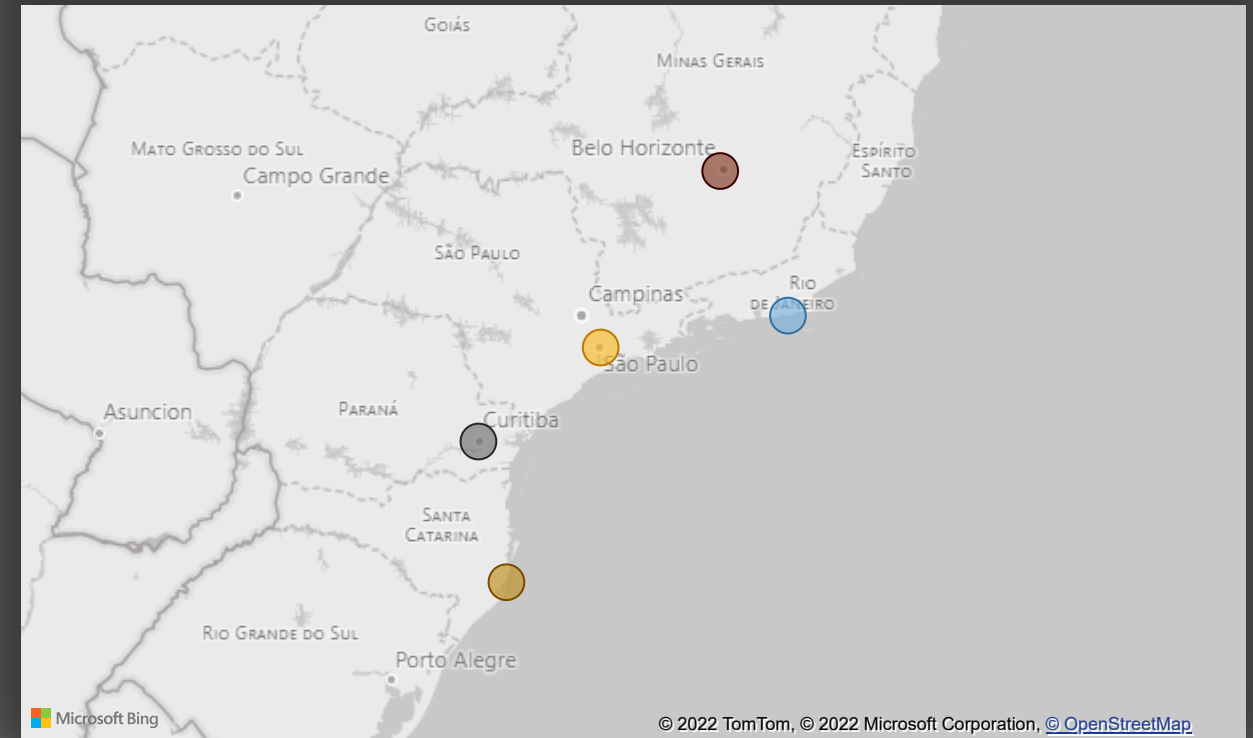 Goiás
Minas Gerais
Belo Horizonte
Mato Grosso do Sul
Espírito
Santo
Campo Grande
São Paulo
Rio
de Janeiro
Campinas
São Paulo
Paraná
Asuncion
Curitiba
Santa
Catarina
Rio Grande do Sul
Porto Alegre
Microsoft Bing
© 2022 TomTom, © 2022 Microsoft Corporation, © OpenStreetMap